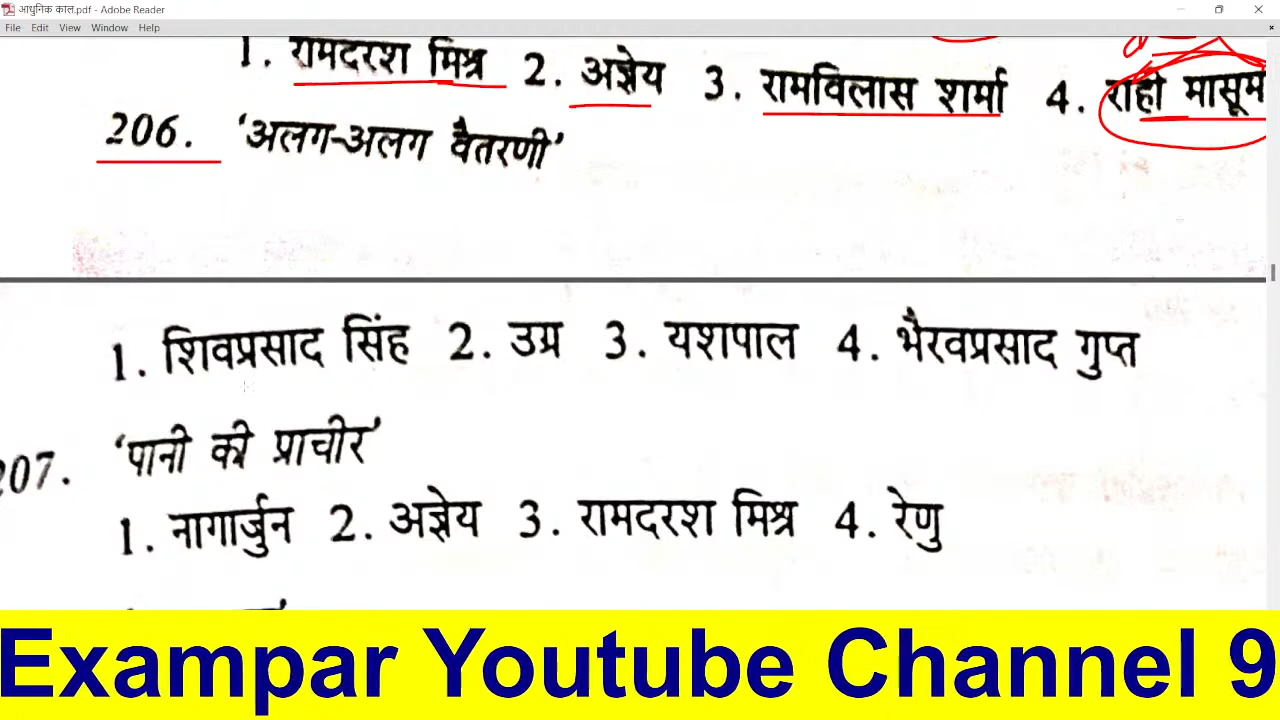 आधुनिक काल.pdf - Adobe Reader
File Edit View Window Help
1. रामदरश मिश्र 2. अज्ञेय 3. रामविलास शर्मा 4. राही मासूम
206. 'अलग-अलग वैतरणी'
1. शिवप्रसाद सिंह 2. उग्र 3. यशपाल 4. भैरवप्रसाद गुप्त
207. 'पानी की प्राचीर'
1. नागार्जुन 2. अज्ञेय 3. रामदरश मिश्र 4. रेणु
Exampar Youtube Channel 9